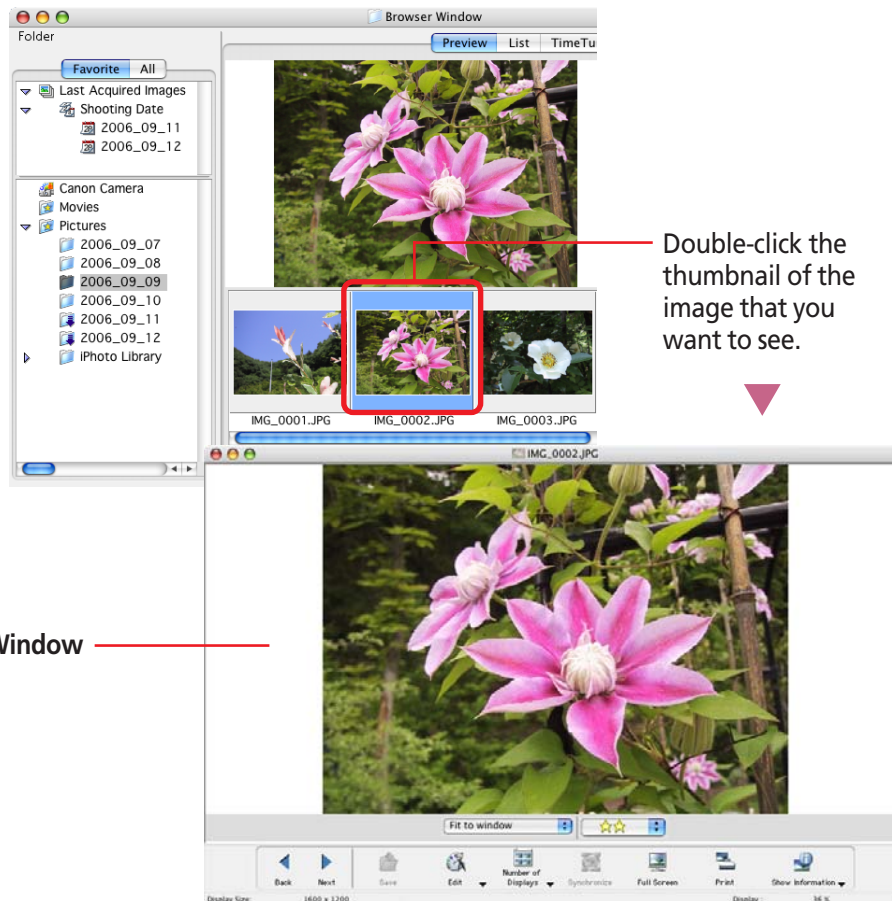 Browser Window
Folder
Preview List TimeTu
Favorite All
Last Acquired Images
Shooting Date
2006_09_11
2006_09_12
Canon Camera
Movies
Pictures
2006_09_07
2006_09_08
2006_09_09
2006_09_10
2006_09_11
2006_09_12
iPhoto Library
Double-click the
thumbnail of the
image that you
want to see.
IMG_0001.JPG IMG_0002.JPG IMG_0003.JPG
IMG_0002.JPG
Window
Fit to window
Back Next Save Edit Number of Displays Synchronize Full Screen Print Show Information
Display Size: 1600 x 1200 Display : 36 %